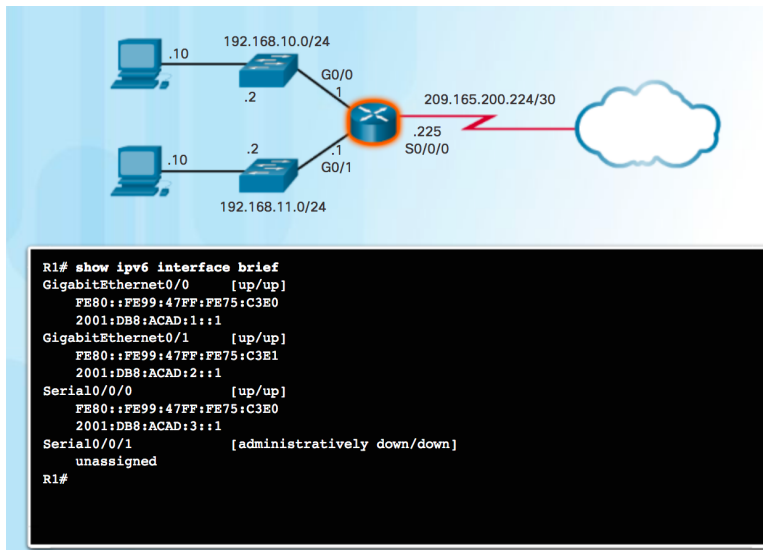 192.168.10.0/24
.10
G0/0
.2
1
209.165.200.224/30
.225
S0/0/0
.10
.2
.1
G0/1
192.168.11.0/24
R1# show ipv6 interface brief
GigabitEthernet0/0 [up/up]
FE80::FE99:47FF:FE75:C3E0
2001:DB8:ACAD:1::1
GigabitEthernet0/1 [up/up]
FE80::FE99:47FF:FE75:C3E1
2001:DB8:ACAD:2::1
Serial0/0/0 [up/up]
FE80::FE99:47FF:FE75:C3E0
2001:DB8:ACAD:3::1
Serial0/0/1 [administratively down/down]
unassigned
R1#